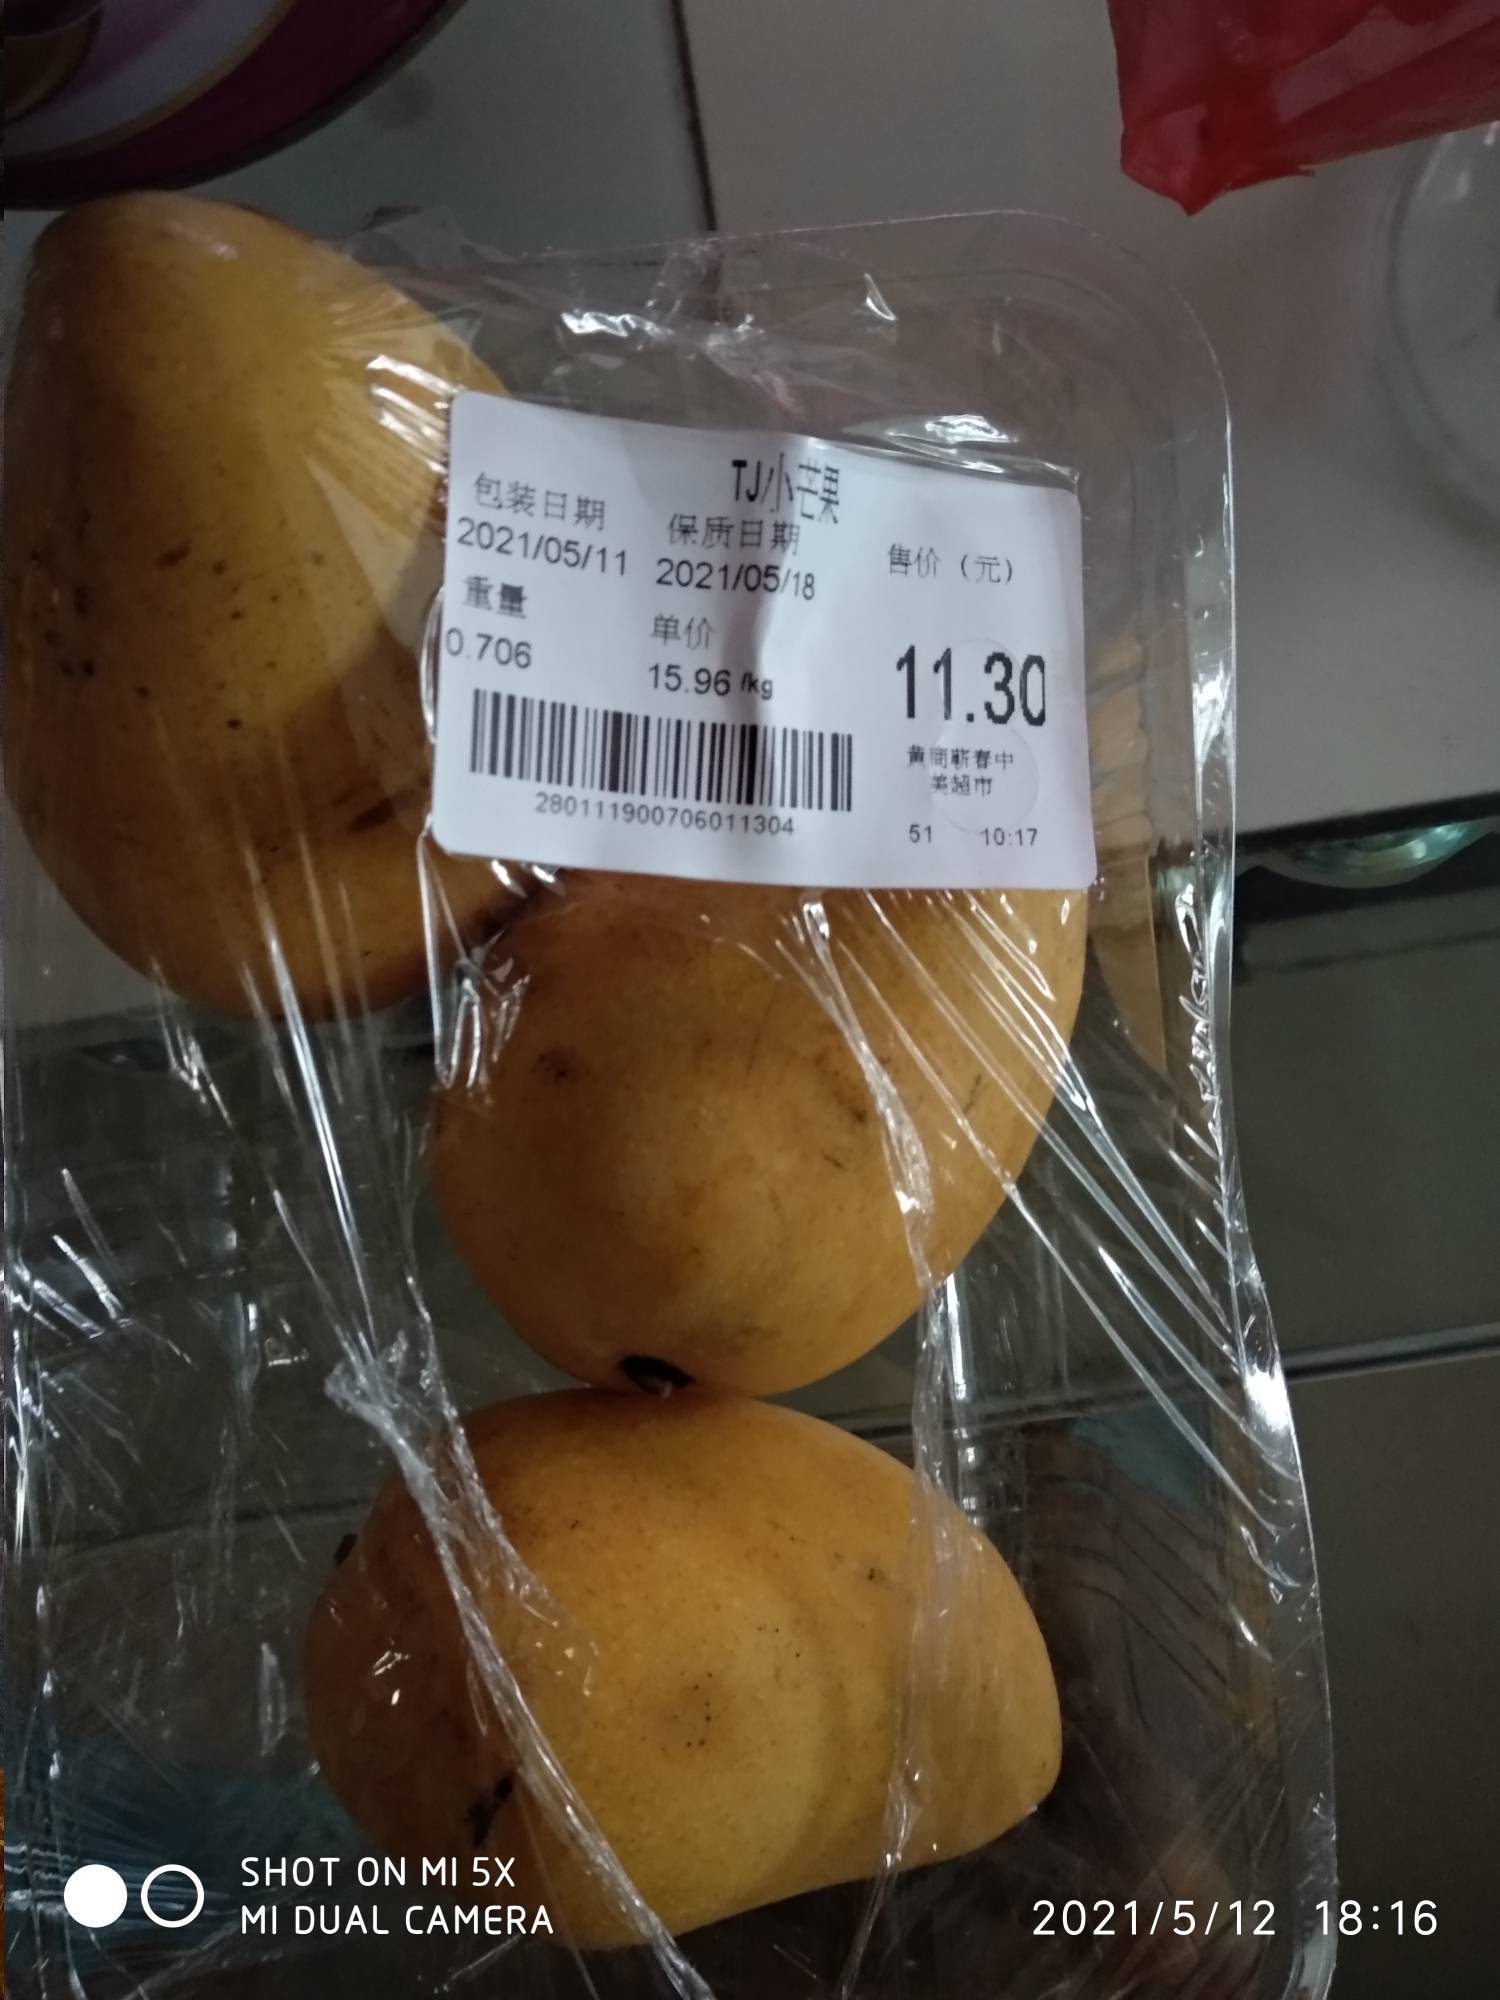 TJ小芒果
包装日期 保质日期 售价（元）
2021/05/11 2021/05/18
重量 单价
0.706 15.96 /kg 11.30
黄商蕲春中
美超市
280111900706011304
51 10:17
SHOT ON MI 5X
MI DUAL CAMERA
2021/5/12 18:16